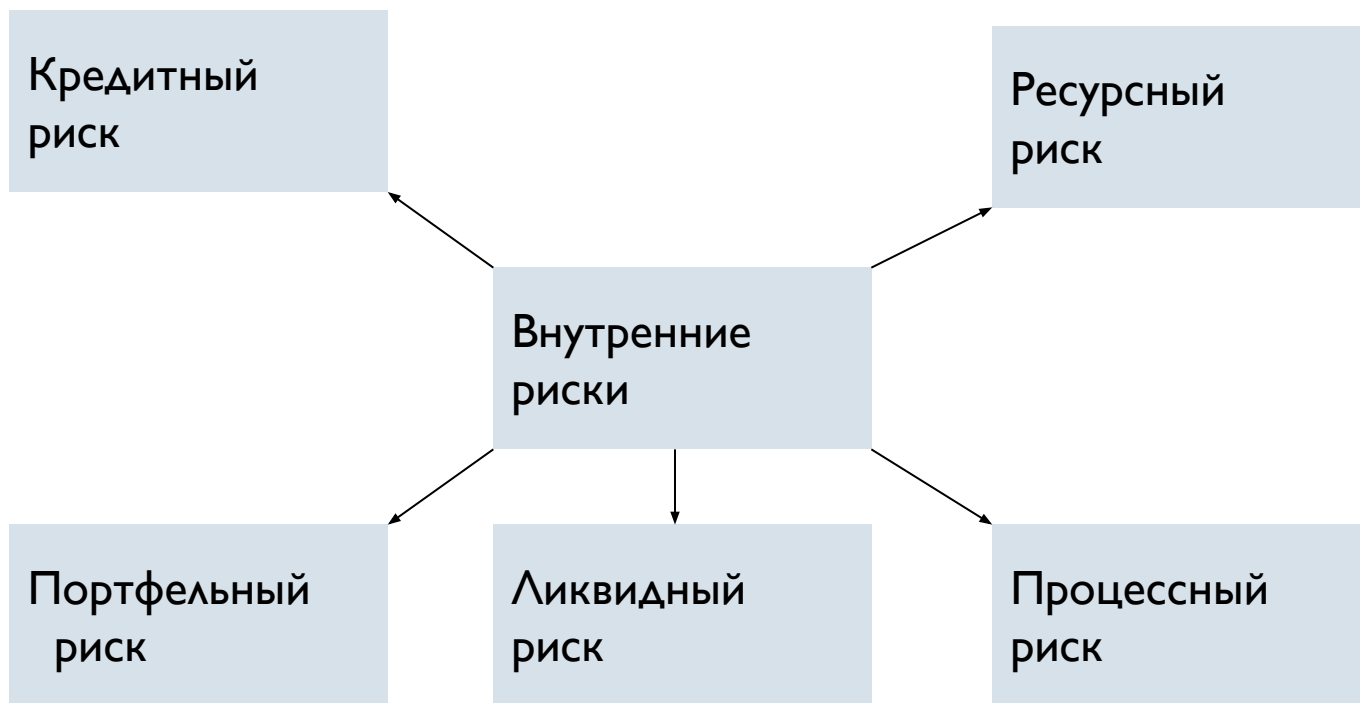 Кредитный
риск
Ресурсный
риск
Внутренние
риски
Портфельный
риск
Ликвидный
риск
Процессный
риск